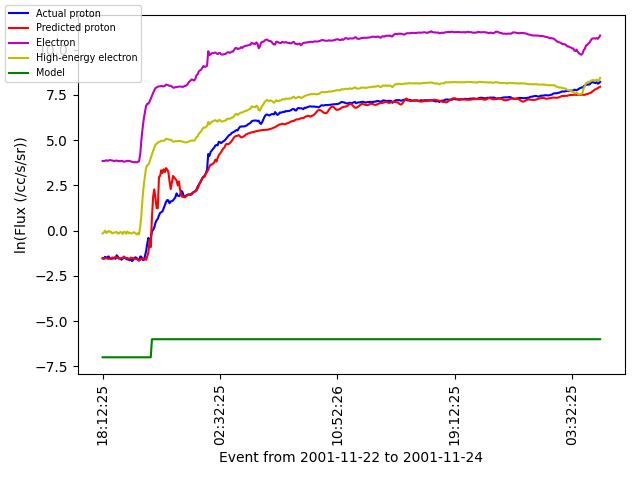 Actual proton
Predicted proton
Electron
High-energy electron
Model
10.0
7.5
5.0
2.5
0.0
−2.5
−5.0
−7.5
ln(Flux (/cc/s/sr))
18:12:25
02:32:25
10:52:26
19:12:25
03:32:25
Event from 2001-11-22 to 2001-11-24